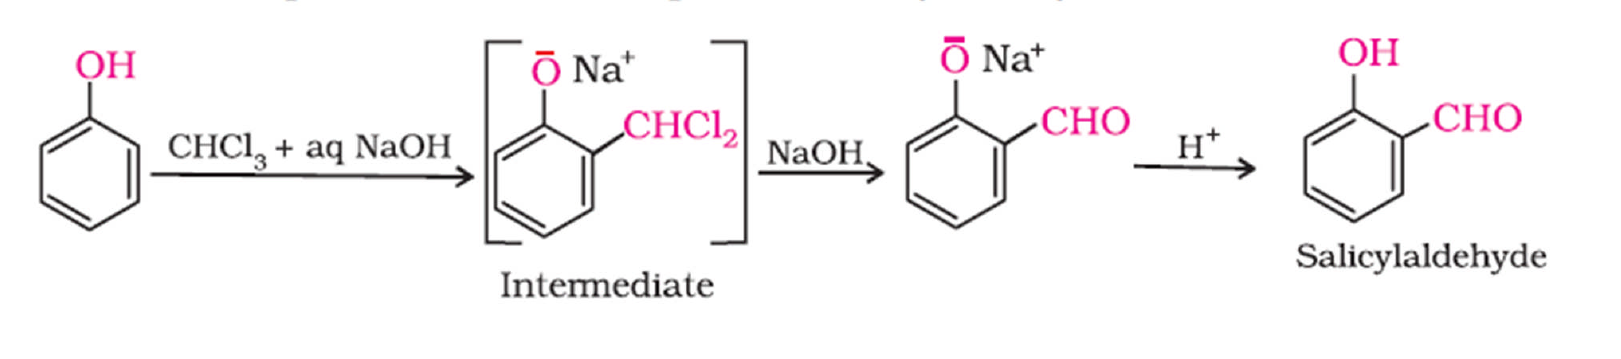 OH
CHCl₃ + aq NaOH
Ō Na⁺
CHCl₂
Intermediate
NaOH
Ō Na⁺
CHO
H⁺
OH
CHO
Salicylaldehyde